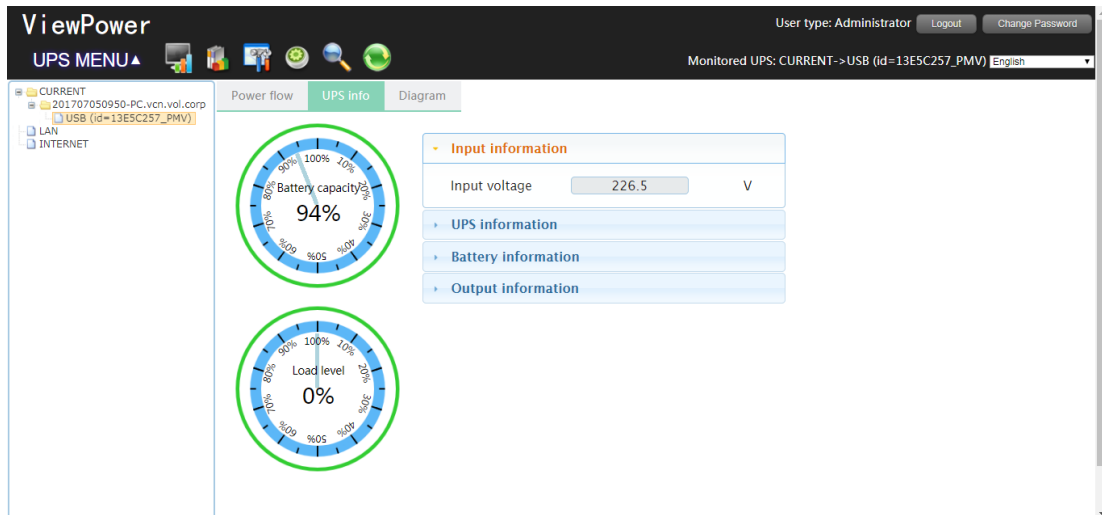 ViewPower
User type: Administrator Logout Change Password
UPS MENU▲
Monitored UPS: CURRENT->USB (id=13E5C257_PMV) English
CURRENT
201707050950-PC.vcn.vol.corp
USB (id=13E5C257_PMV)
LAN
INTERNET
Power flow UPS info Diagram
100% 10% 20% 30% 40% 50% 60% 70% 80% 90%
Battery capacity
94%
Input information
Input voltage 226.5 V
UPS information
Battery information
Output information
100% 10% 20% 30% 40% 50% 60% 70% 80% 90%
Load level
0%